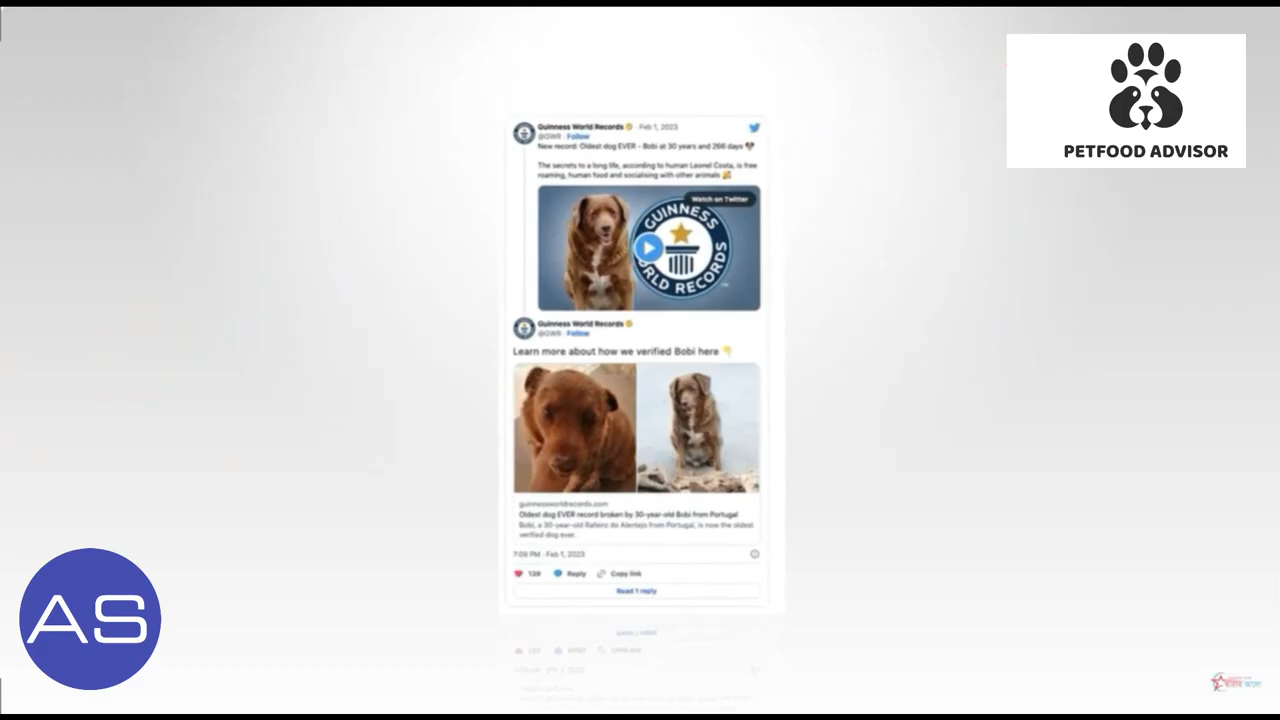 PETFOOD ADVISOR
Guinness World Records · Feb 1, 2023
@GWR · Follow
New record: Oldest dog EVER - Bobi at 30 years and 266 days
The secrets to a long life, according to human Leonel Costa, is free
roaming, human food and socialising with other animals
Watch on Twitter
GUINNESS
WORLD RECORDS
Guinness World Records
@GWR · Follow
Learn more about how we verified Bobi here
guinnessworldrecords.com
Oldest dog EVER record broken by 30-year-old Bobi from Portugal
Bobi, a 30-year-old Rafeiro do Alentejo from Portugal, is now the oldest
verified dog ever.
7:09 PM · Feb 1, 2023
139 Reply Copy link
Read 1 reply
AS